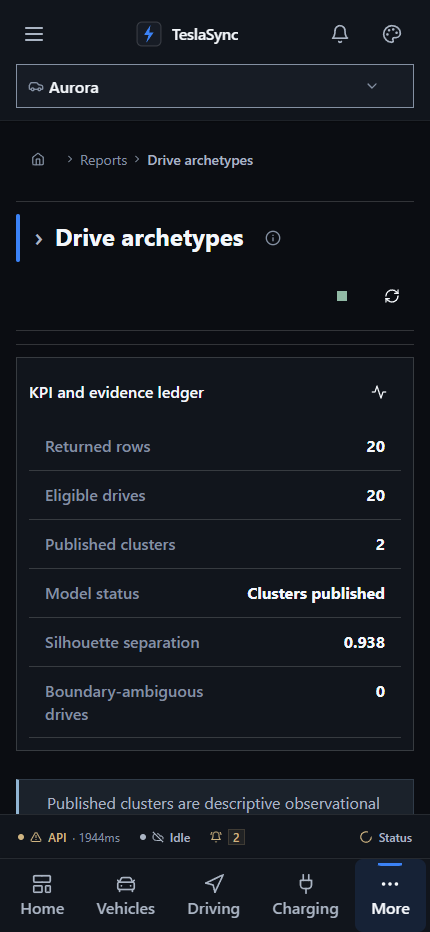 TeslaSync
Aurora
Reports
Drive archetypes
Drive archetypes
KPI and evidence ledger
Returned rows 20
Eligible drives 20
Published clusters 2
Model status Clusters published
Silhouette separation 0.938
Boundary-ambiguous 0
drives
Published clusters are descriptive observational
API · 1944ms Idle 2 Status
Home Vehicles Driving Charging More